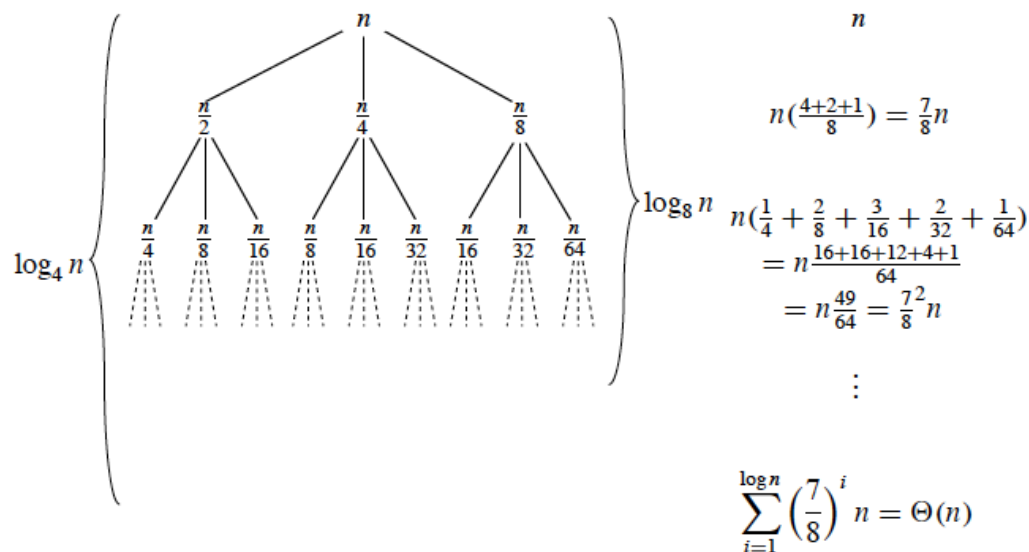 n n
n/2 n/4 n/8 n(4+2+1/8) = 7/8 n
n/4 n/8 n/16 n/8 n/16 n/32 n/16 n/32 n/64 log₈ n n(1/4 + 2/8 + 3/16 + 2/32 + 1/64)
log₄ n = n 16+16+12+4+1/64
= n 49/64 = 7/8² n
⋮
∑_{i=1}^{log n} (7/8)^i n = Θ(n)